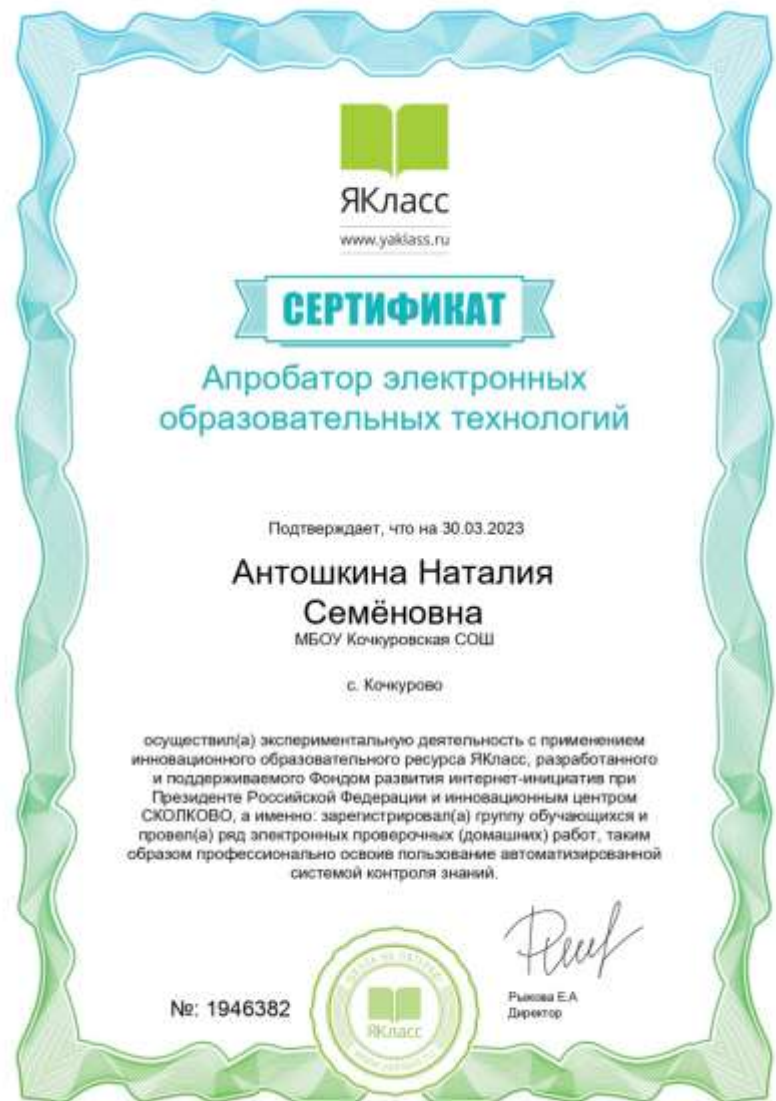 ЯКласс
www.yaklass.ru
СЕРТИФИКАТ
Апробатор электронных
образовательных технологий
Подтверждает, что на 30.03.2023
Антошкина Наталия
Семёновна
МБОУ Кочкуровская СОШ
с. Кочкурово
осуществил(а) экспериментальную деятельность с применением
инновационного образовательного ресурса ЯКласс, разработанного
и поддерживаемого Фондом развития интернет-инициатив при
Президенте Российской Федерации и инновационным центром
СКОЛКОВО, а именно: зарегистрировал(а) группу обучающихся и
провел(а) ряд электронных проверочных (домашних) работ, таким
образом профессионально освоив пользование автоматизированной
системой контроля знаний.
№: 1946382
ЯКласс
www.yaklass.ru
Рыкова Е.А
Директор